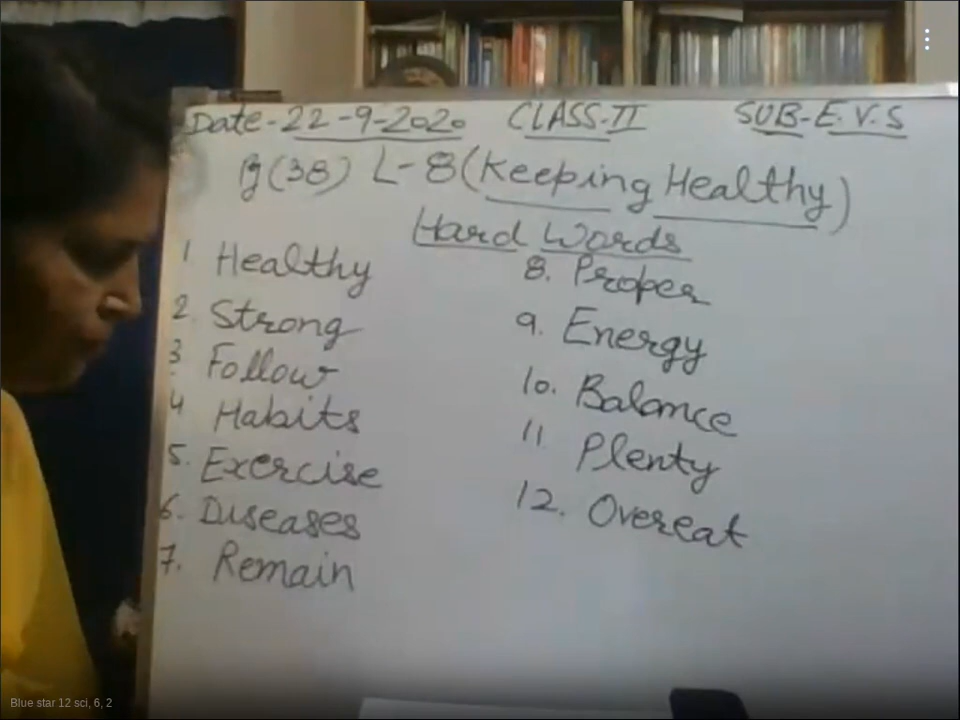 Date-22-9-2020 CLASS-II SUB-E.V.S
Pg(38) L-8(Keeping Healthy)
Hard Words
1 Healthy
2. Strong
3. Follow
4 Habits
5. Exercise
6. Diseases
7. Remain
8. Proper
9. Energy
10. Balance
11 Plenty
12. Overeat
Blue star 12 sci, 6, 2